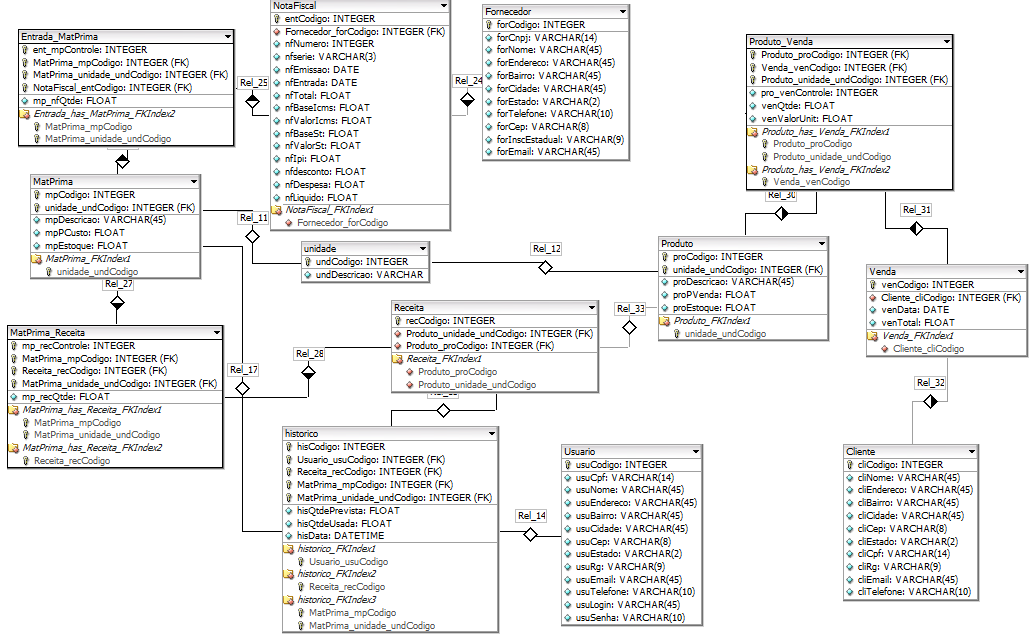 NotaFiscal
entCodigo: INTEGER
Fornecedor_forCodigo: INTEGER (FK)
nfNumero: INTEGER
nfserie: VARCHAR(3)
nfEmissao: DATE
nfEntrada: DATE
nfTotal: FLOAT
nfBaseIcms: FLOAT
nfValorIcms: FLOAT
nfBaseSt: FLOAT
nfValorSt: FLOAT
nfIpi: FLOAT
nfdesconto: FLOAT
nfDespesa: FLOAT
nfLiquido: FLOAT
NotaFiscal_FKIndex1
Fornecedor_forCodigo
Fornecedor
forCodigo: INTEGER
forCnpj: VARCHAR(14)
forNome: VARCHAR(45)
forEndereco: VARCHAR(45)
forBairro: VARCHAR(45)
forCidade: VARCHAR(45)
forEstado: VARCHAR(2)
forTelefone: VARCHAR(10)
forCep: VARCHAR(8)
forInscEstadual: VARCHAR(9)
forEmail: VARCHAR(45)
Entrada_MatPrima
ent_mpControle: INTEGER
MatPrima_mpCodigo: INTEGER (FK)
MatPrima_unidade_undCodigo: INTEGER (FK)
NotaFiscal_entCodigo: INTEGER (FK)
mp_nfQtde: FLOAT
Entrada_has_MatPrima_FKIndex2
MatPrima_mpCodigo
MatPrima_unidade_undCodigo
Rel_25
Rel_24
Produto_Venda
Produto_proCodigo: INTEGER (FK)
Venda_venCodigo: INTEGER (FK)
Produto_unidade_undCodigo: INTEGER (FK)
pro_venControle: INTEGER
venQtde: FLOAT
venValorUnit: FLOAT
Produto_has_Venda_FKIndex1
Produto_proCodigo
Produto_unidade_undCodigo
Produto_has_Venda_FKIndex2
Venda_venCodigo
MatPrima
mpCodigo: INTEGER
unidade_undCodigo: INTEGER (FK)
mpDescricao: VARCHAR(45)
mpPCusto: FLOAT
mpEstoque: FLOAT
MatPrima_FKIndex1
unidade_undCodigo
Rel_11
Rel_30
Rel_31
unidade
undCodigo: INTEGER
undDescricao: VARCHAR
Rel_12
Produto
proCodigo: INTEGER
unidade_undCodigo: INTEGER (FK)
proDescricao: VARCHAR(45)
proPVenda: FLOAT
proEstoque: FLOAT
Produto_FKIndex1
unidade_undCodigo
Venda
venCodigo: INTEGER
Cliente_cliCodigo: INTEGER (FK)
venData: DATE
venTotal: FLOAT
Venda_FKIndex1
Cliente_cliCodigo
Rel_27
Receita
recCodigo: INTEGER
Produto_unidade_undCodigo: INTEGER (FK)
Produto_proCodigo: INTEGER (FK)
Receita_FKIndex1
Produto_proCodigo
Produto_unidade_undCodigo
Rel_33
MatPrima_Receita
mp_recControle: INTEGER
MatPrima_mpCodigo: INTEGER (FK)
Receita_recCodigo: INTEGER (FK)
MatPrima_unidade_undCodigo: INTEGER (FK)
mp_recQtde: FLOAT
MatPrima_has_Receita_FKIndex1
MatPrima_mpCodigo
MatPrima_unidade_undCodigo
MatPrima_has_Receita_FKIndex2
Receita_recCodigo
Rel_28
Rel_17
Rel_32
historico
hisCodigo: INTEGER
Usuario_usuCodigo: INTEGER (FK)
Receita_recCodigo: INTEGER (FK)
MatPrima_mpCodigo: INTEGER (FK)
MatPrima_unidade_undCodigo: INTEGER (FK)
hisQtdePrevista: FLOAT
hisQtdeUsada: FLOAT
hisData: DATETIME
historico_FKIndex1
Usuario_usuCodigo
historico_FKIndex2
Receita_recCodigo
historico_FKIndex3
MatPrima_mpCodigo
MatPrima_unidade_undCodigo
Rel_14
Usuario
usuCodigo: INTEGER
usuCpf: VARCHAR(14)
usuNome: VARCHAR(45)
usuEndereco: VARCHAR(45)
usuBairro: VARCHAR(45)
usuCidade: VARCHAR(45)
usuCep: VARCHAR(8)
usuEstado: VARCHAR(2)
usuRg: VARCHAR(9)
usuEmail: VARCHAR(45)
usuTelefone: VARCHAR(10)
usuLogin: VARCHAR(45)
usuSenha: VARCHAR(10)
Cliente
cliCodigo: INTEGER
cliNome: VARCHAR(45)
cliEndereco: VARCHAR(45)
cliBairro: VARCHAR(45)
cliCidade: VARCHAR(45)
cliCep: VARCHAR(8)
cliEstado: VARCHAR(2)
cliCpf: VARCHAR(14)
cliRg: VARCHAR(9)
cliEmail: VARCHAR(45)
cliTelefone: VARCHAR(10)